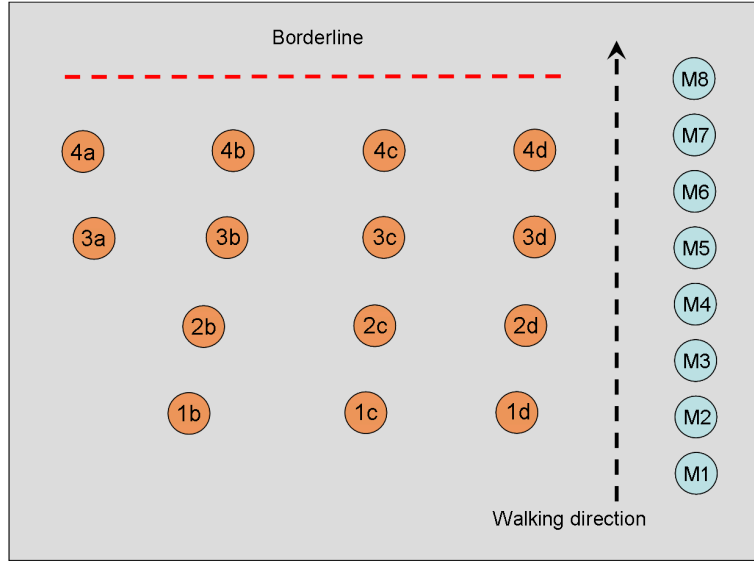 Borderline
M8
4a 4b 4c 4d M7
M6
3a 3b 3c 3d M5
2b 2c 2d M4
M3
1b 1c 1d M2
M1
Walking direction